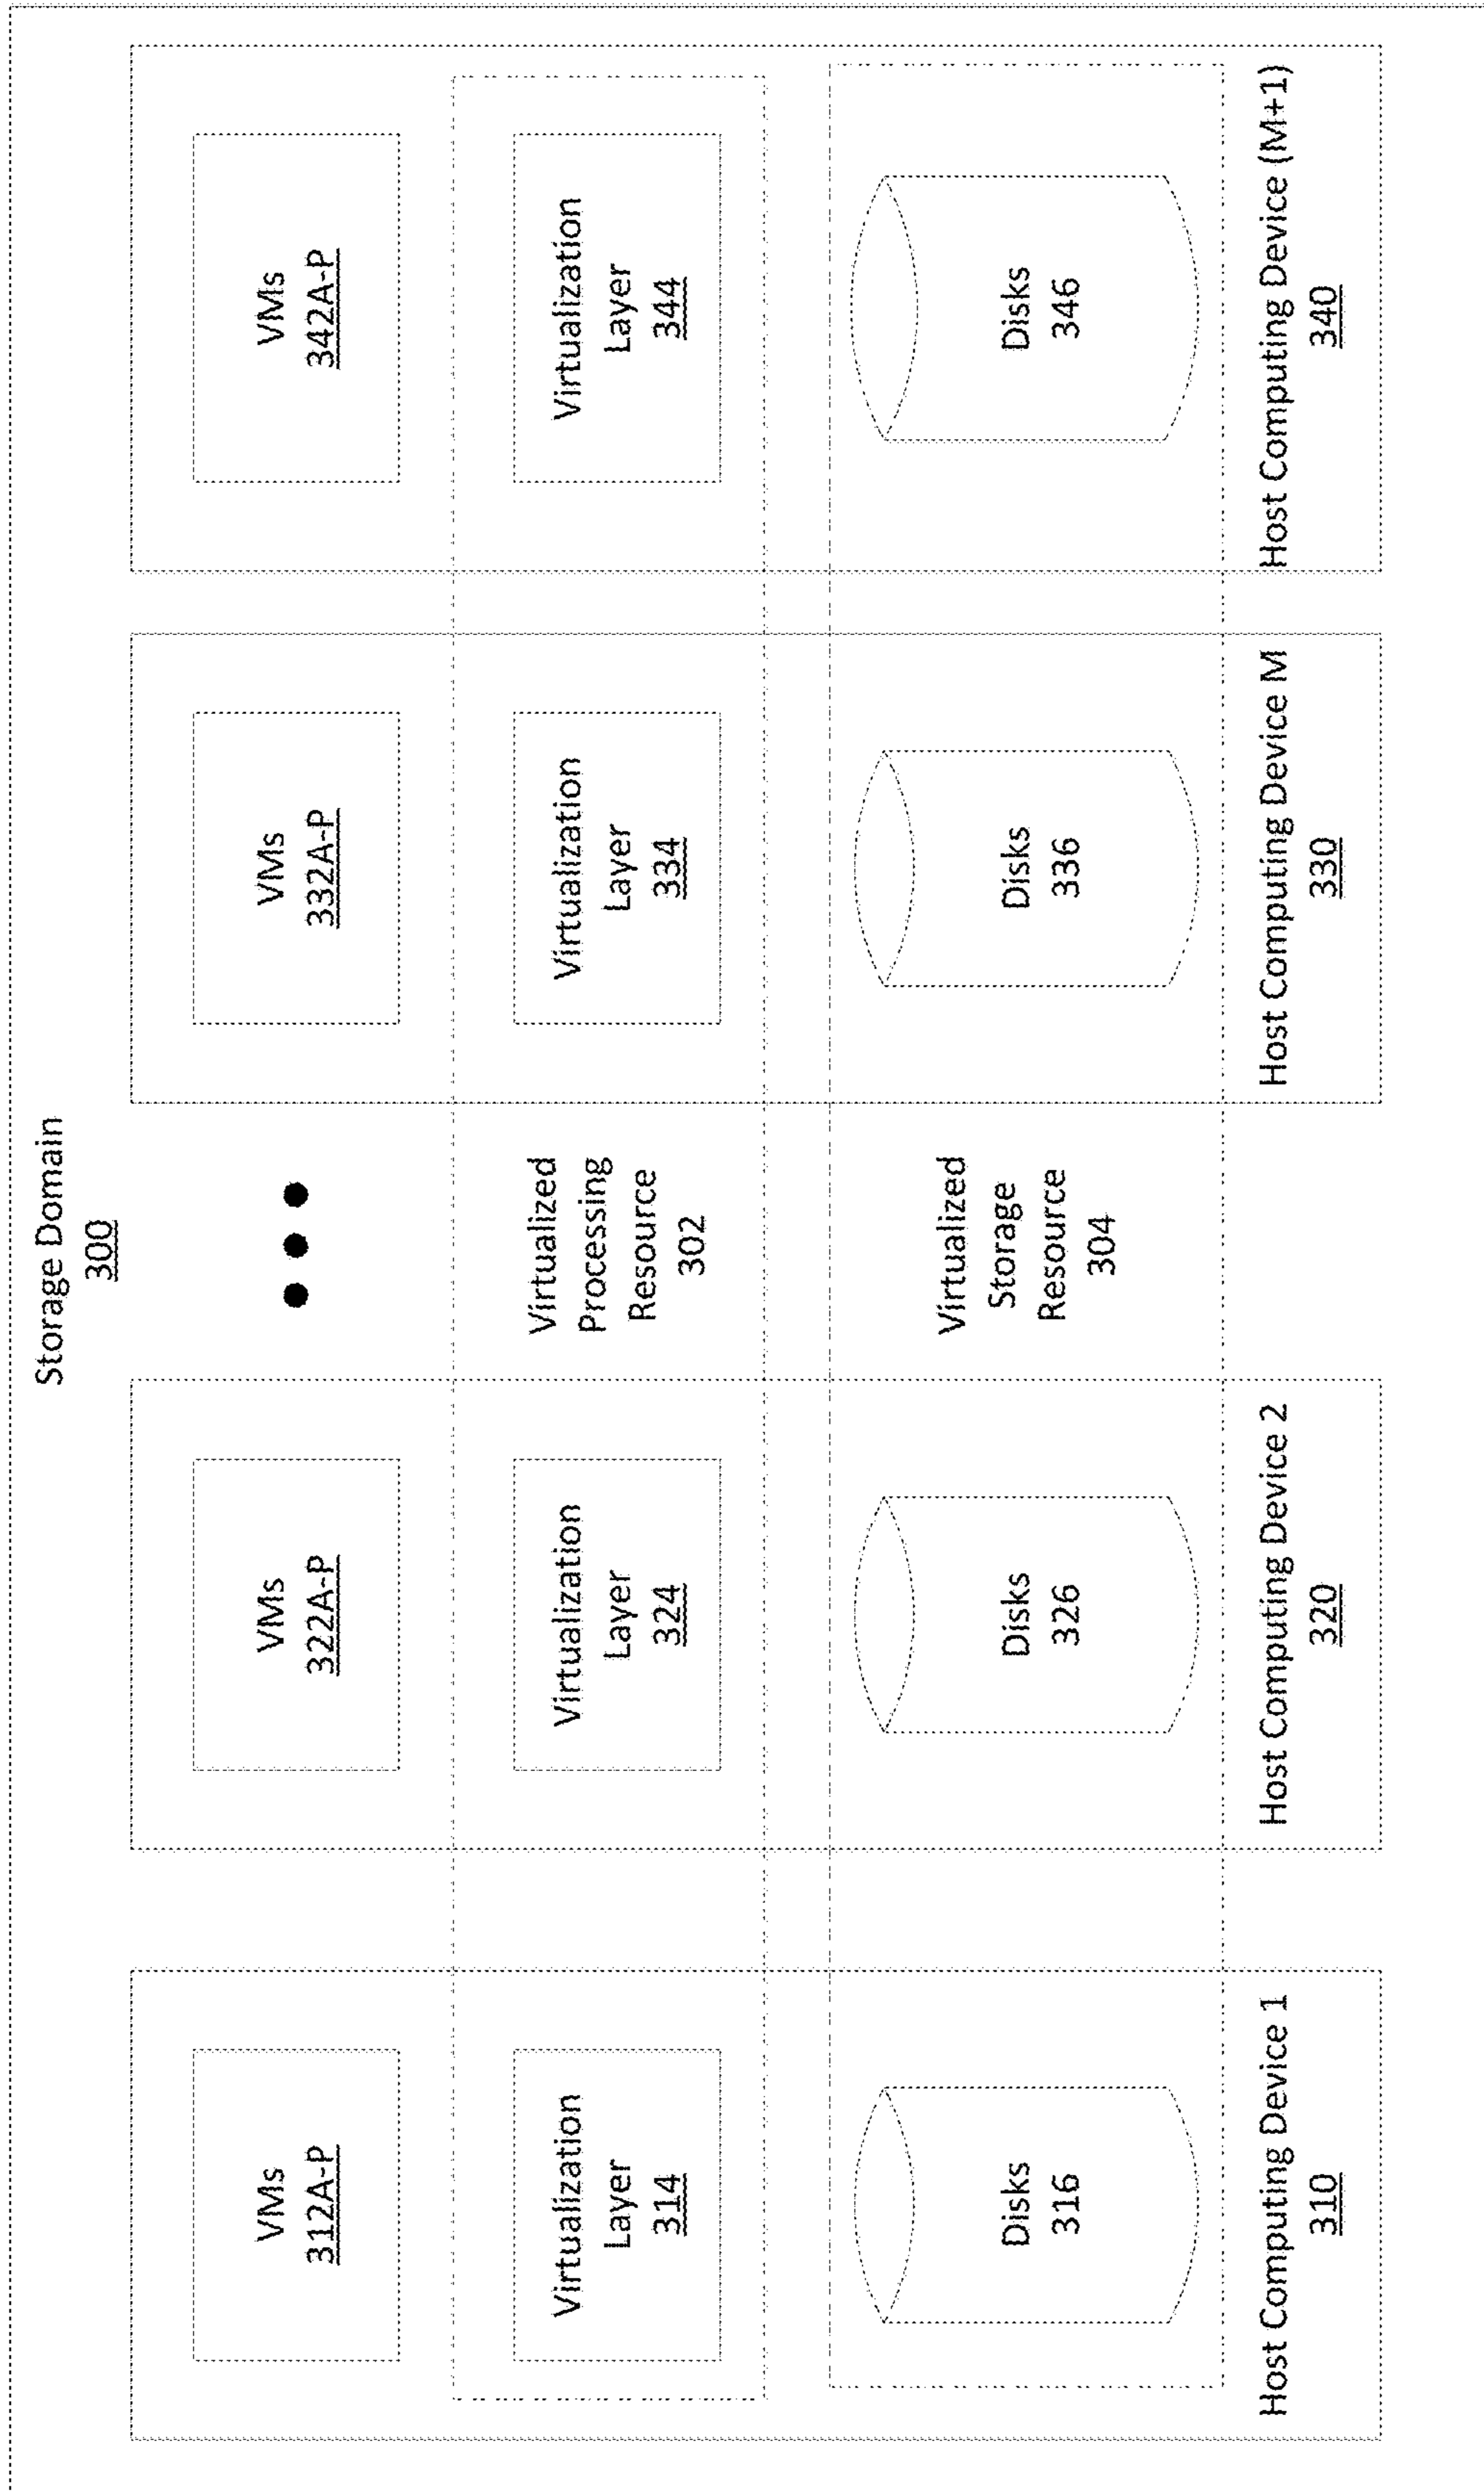 Storage Domain
300
VMs
312A-P
Virtualization
Layer
314
Disks
316
Host Computing Device 1
310
VMs
322A-P
Virtualization
Layer
324
Disks
326
Host Computing Device 2
320
Virtualized
Processing
Resource
302
Virtualized
Storage
Resource
304
VMs
332A-P
Virtualization
Layer
334
Disks
336
Host Computing Device M
330
VMs
342A-P
Virtualization
Layer
344
Disks
346
Host Computing Device (M+1)
340